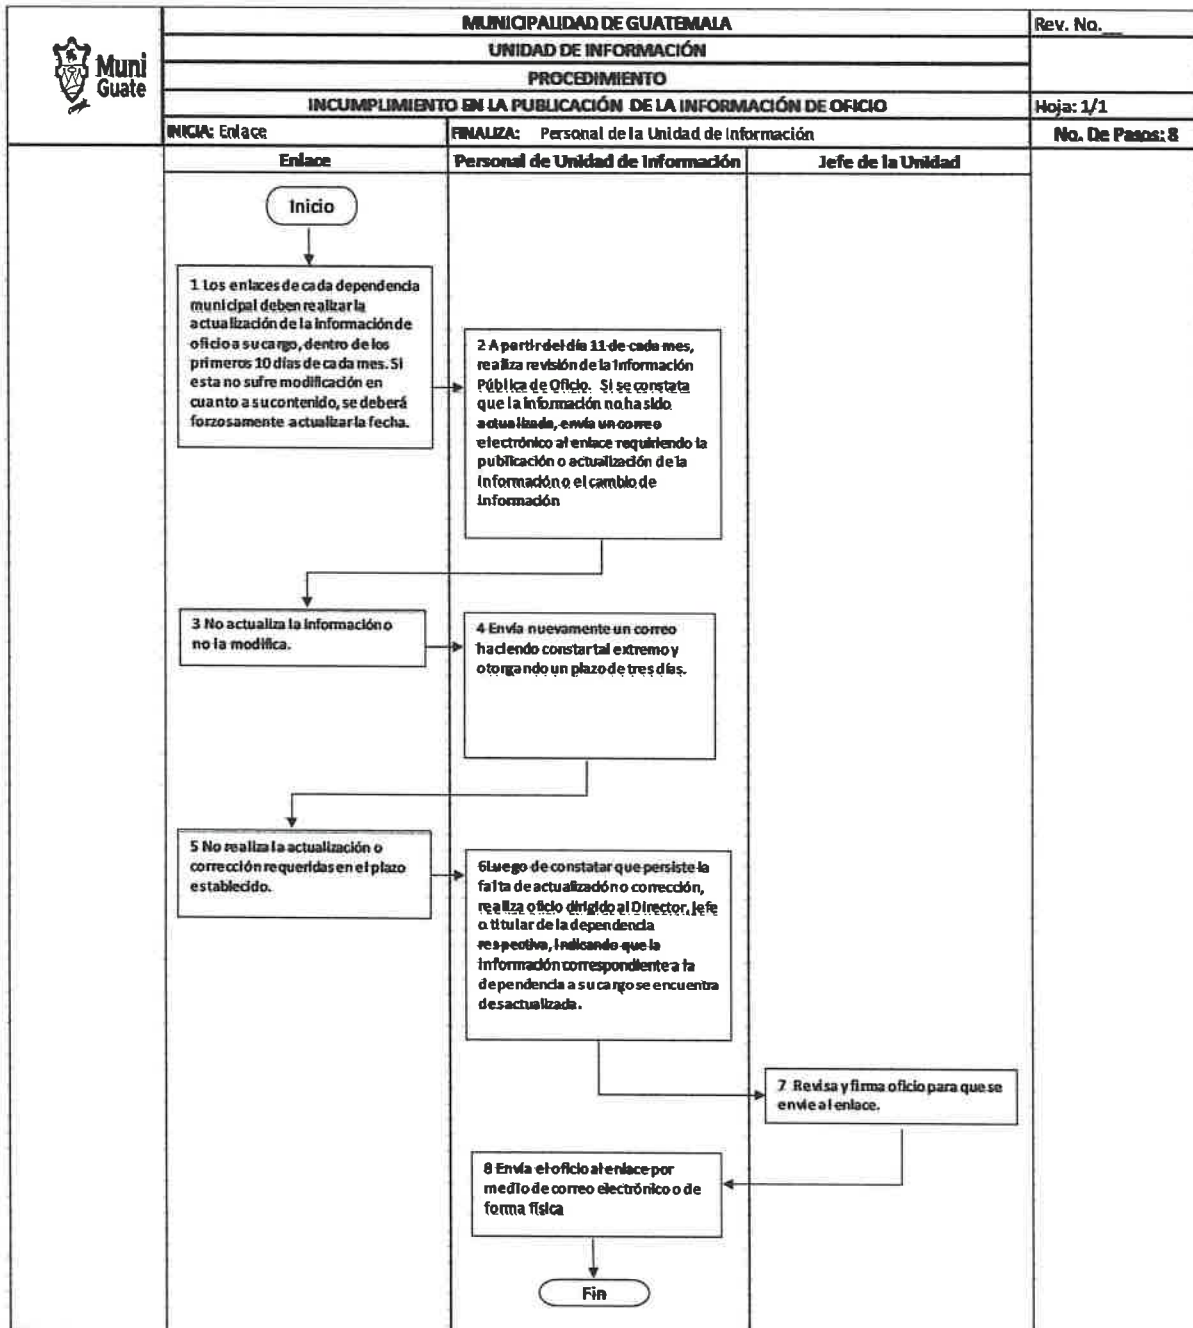 Muni
Guate
MUNICIPALIDAD DE GUATEMALA
Rev. No.__
UNIDAD DE INFORMACIÓN
PROCEDIMIENTO
INCUMPLIMIENTO EN LA PUBLICACIÓN DE LA INFORMACIÓN DE OFICIO
Hoja: 1/1
INICIA: Enlace
FINALIZA: Personal de la Unidad de Información
No. De Pasos: 8
Enlace
Personal de Unidad de Información
Jefe de la Unidad
Inicio
1 Los enlaces de cada dependencia
municipal deben realizar la
actualización de la información de
oficio a su cargo, dentro de los
primeros 10 días de cada mes. Si
esta no sufre modificación en
cuanto a su contenido, se deberá
forzosamente actualizar la fecha.
2 A partir del día 11 de cada mes,
realiza revisión de la Información
Pública de Oficio. Si se constata
que la información no ha sido
actualizada, envía un correo
electrónico al enlace requiriendo la
publicación o actualización de la
información o el cambio de
información
3 No actualiza la información o
no la modifica.
4 Envía nuevamente un correo
haciendo constar tal extremo y
otorgando un plazo de tres días.
5 No realiza la actualización o
corrección requeridas en el plazo
establecido.
6Luego de constatar que persiste la
falta de actualización o corrección,
realiza oficio dirigido al Director, Jefe
o titular de la dependencia
respectiva, indicando que la
información correspondiente a la
dependencia a su cargo se encuentra
desactualizada.
7 Revisa y firma oficio para que se
envíe al enlace.
8 Envía el oficio al enlace por
medio de correo electrónico o de
forma física
Fin